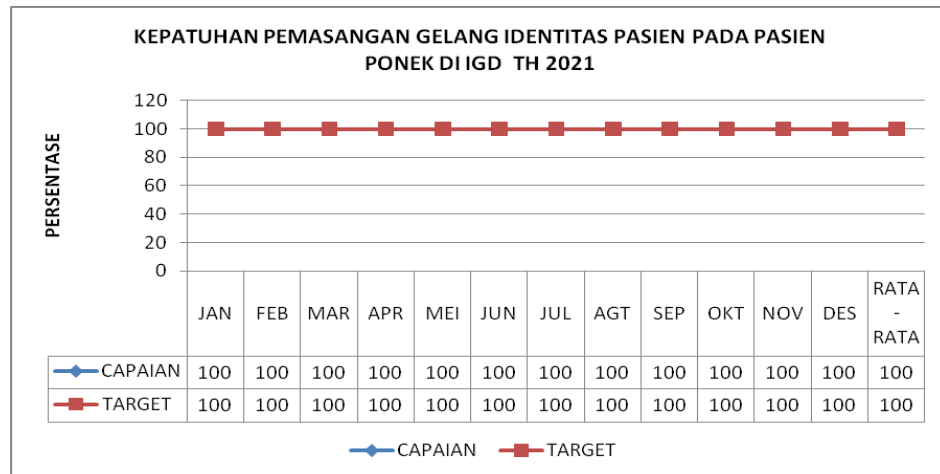 KEPATUHAN PEMASANGAN GELANG IDENTITAS PASIEN PADA PASIEN
PONEK DI IGD TH 2021
PERSENTASE
120
100
80
60
40
20
0
JAN FEB MAR APR MEI JUN JUL AGT SEP OKT NOV DES RATA - RATA
CAPAIAN 100 100 100 100 100 100 100 100 100 100 100 100 100
TARGET 100 100 100 100 100 100 100 100 100 100 100 100 100
CAPAIAN TARGET